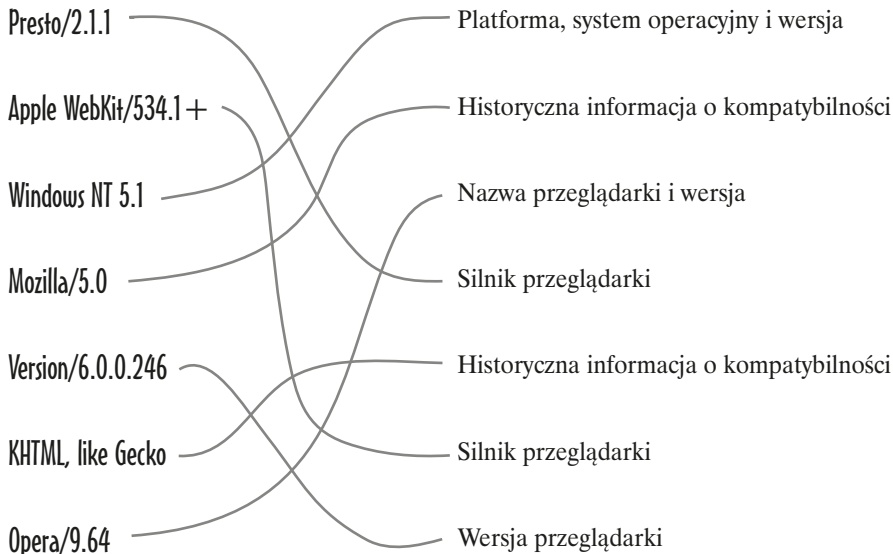 Presto/2.1.1 Platforma, system operacyjny i wersja
Apple WebKit/534.1+ Historyczna informacja o kompatybilności
Windows NT 5.1 Nazwa przeglądarki i wersja
Mozilla/5.0 Silnik przeglądarki
Version/6.0.0.246 Historyczna informacja o kompatybilności
KHTML, like Gecko Silnik przeglądarki
Opera/9.64 Wersja przeglądarki